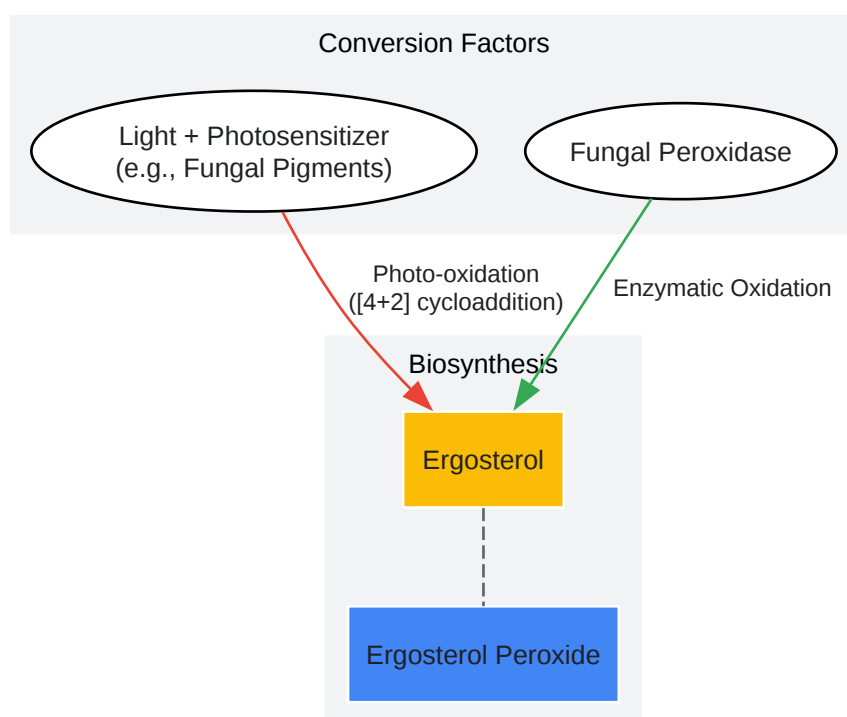 Conversion Factors
Light + Photosensitizer
(e.g., Fungal Pigments)
Fungal Peroxidase
Photo-oxidation
([4+2] cycloaddition)
Enzymatic Oxidation
Biosynthesis
Ergosterol
Ergosterol Peroxide